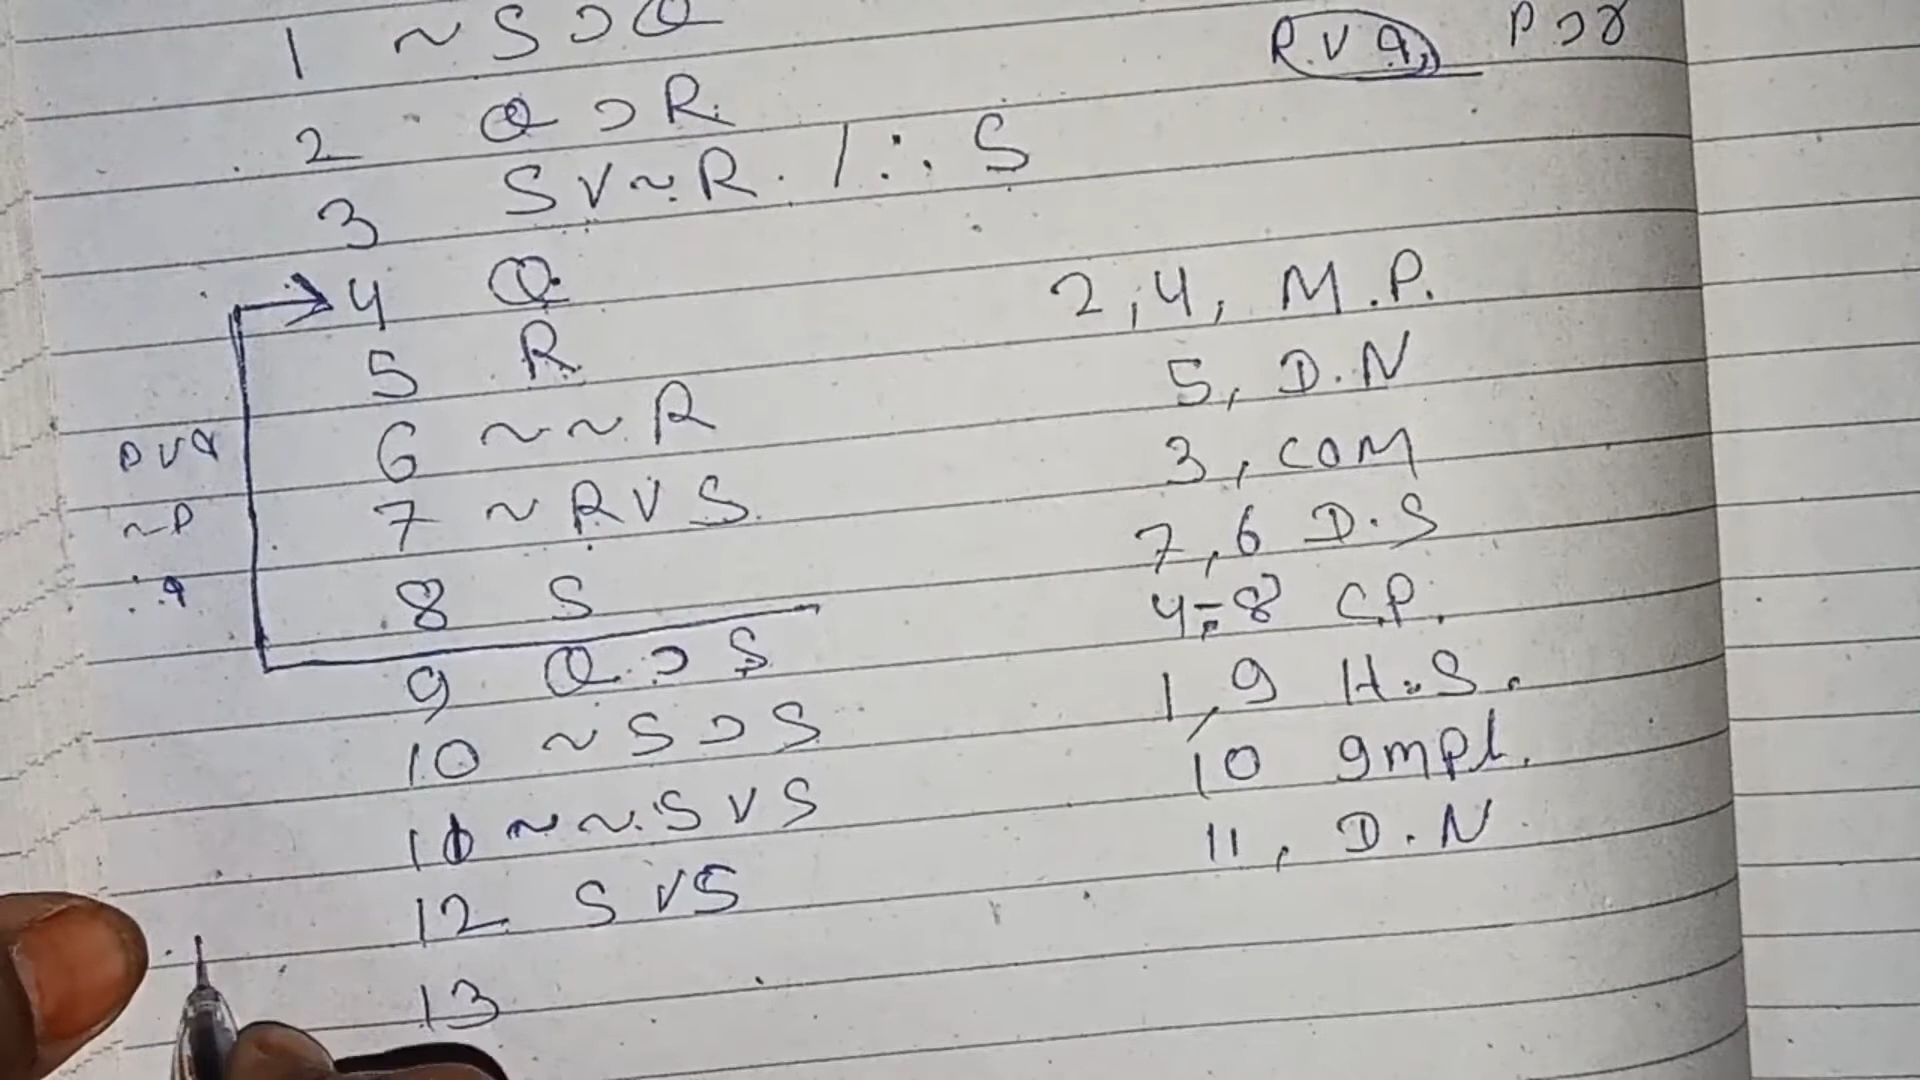 1 ~ S ⊃ Q
R V q, P ⊃ r
2 Q ⊃ R.
3 S V ~ R. / ∴ S
4 Q 2, 4, M.P.
5 R 5, D.N
6 ~ ~ R 3, COM
P V q
7 ~ R V S 7, 6 D.S
~ P
8 S 4-8 C.P.
∴ q
9 Q ⊃ S 1, 9 H.S.
10 ~ S ⊃ S 10 Impl.
11 ~ ~ S V S 11, D.N
12. S V S
13